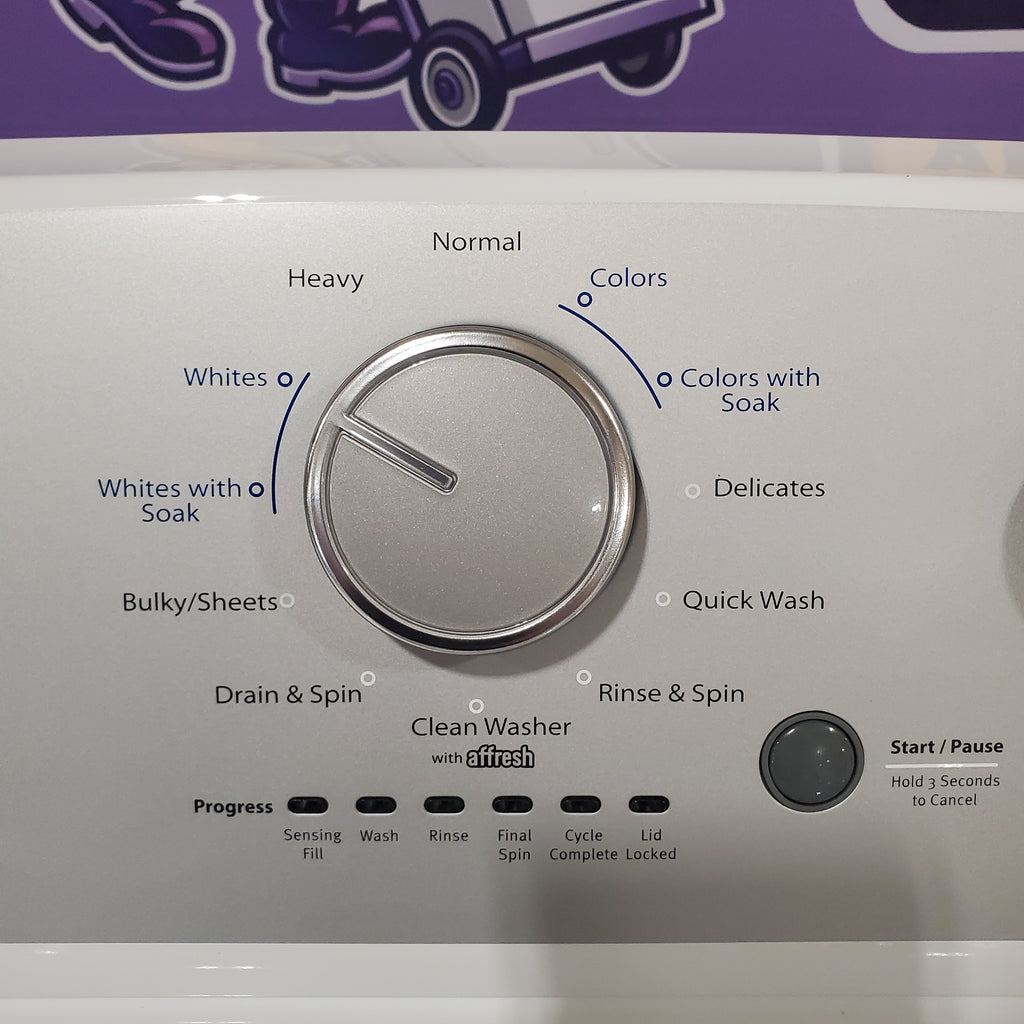 Normal
Heavy
Colors
Whites
Colors with
Soak
Whites with
Soak
Delicates
Bulky/Sheets
Quick Wash
Drain & Spin
Rinse & Spin
Clean Washer
with affresh
Start / Pause
Hold 3 Seconds
to Cancel
Progress
Sensing
Fill
Wash
Rinse
Final
Spin
Cycle
Complete
Lid
Locked